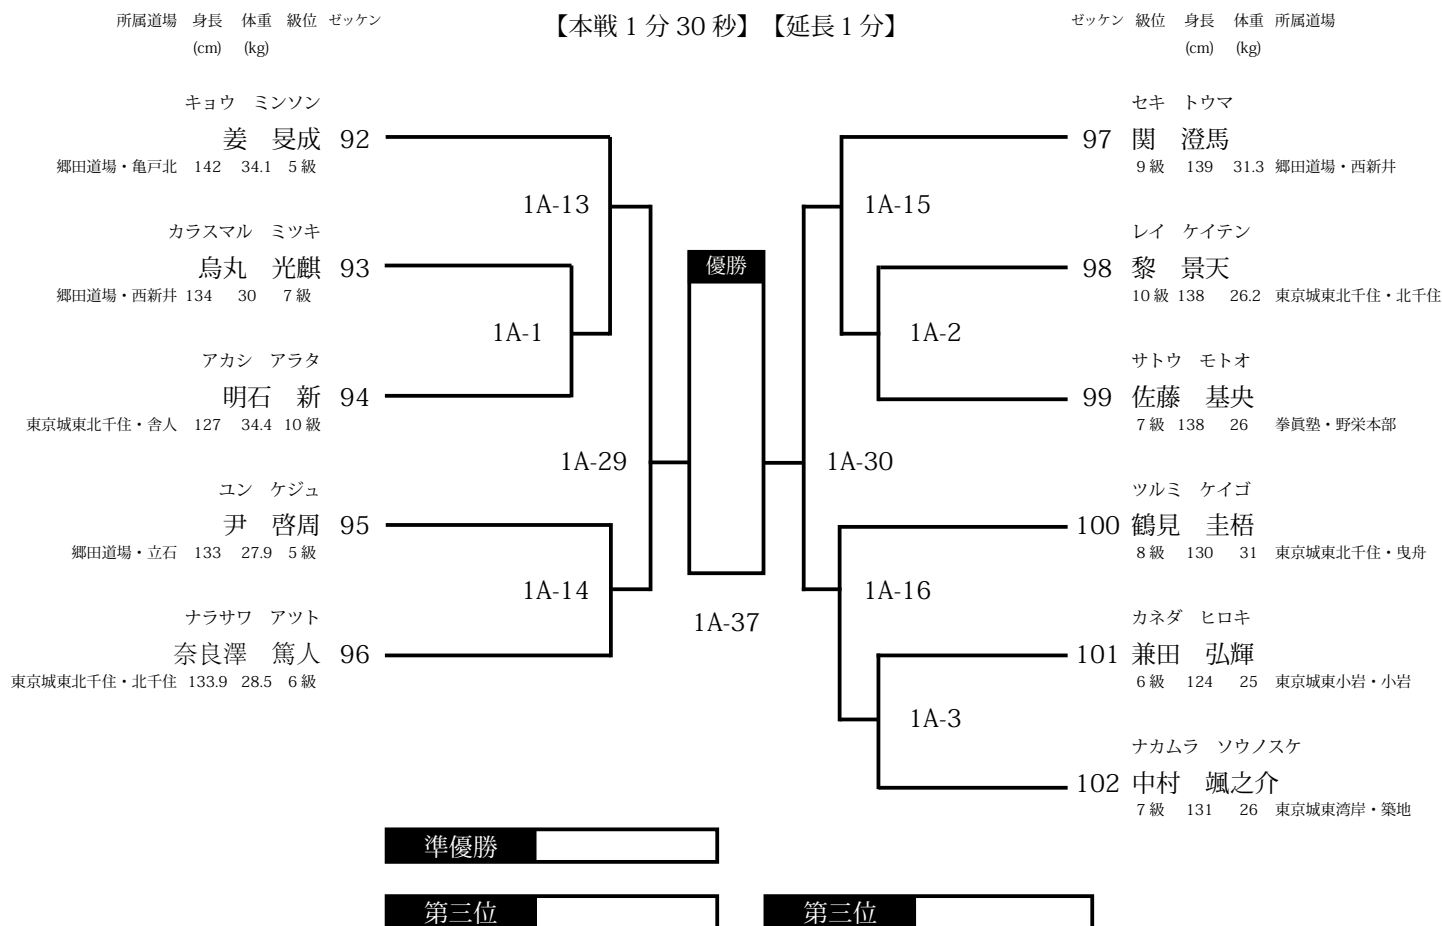 所属道場 身長 体重 級位 ゼッケン
(cm) (kg)
【本戦1分30秒】【延長1分】
ゼッケン 級位 身長 体重 所属道場
(cm) (kg)
キョウ ミンソン
姜 旻成 92
郷田道場・亀戸北 142 34.1 5級
カラスマル ミツキ
烏丸 光麒 93
郷田道場・西新井 134 30 7級
アカシ アラタ
明石 新 94
東京城東北千住・舎人 127 34.4 10級
ユン ケジュ
尹 啓周 95
郷田道場・立石 133 27.9 5級
ナラサワ アツト
奈良澤 篤人 96
東京城東北千住・北千住 133.9 28.5 6級
1A-13
1A-1
1A-29
1A-14
優勝
1A-37
1A-15
1A-2
1A-30
1A-16
1A-3
セキ トウマ
97 関 澄馬
9級 139 31.3 郷田道場・西新井
レイ ケイテン
98 黎 景天
10級 138 26.2 東京城東北千住・北千住
サトウ モトオ
99 佐藤 基央
7級 138 26 拳眞塾・野栄本部
ツルミ ケイゴ
100 鶴見 圭梧
8級 130 31 東京城東北千住・曳舟
カネダ ヒロキ
101 兼田 弘輝
6級 124 25 東京城東小岩・小岩
ナカムラ ソウノスケ
102 中村 颯之介
7級 131 26 東京城東湾岸・築地
準優勝
第三位
第三位